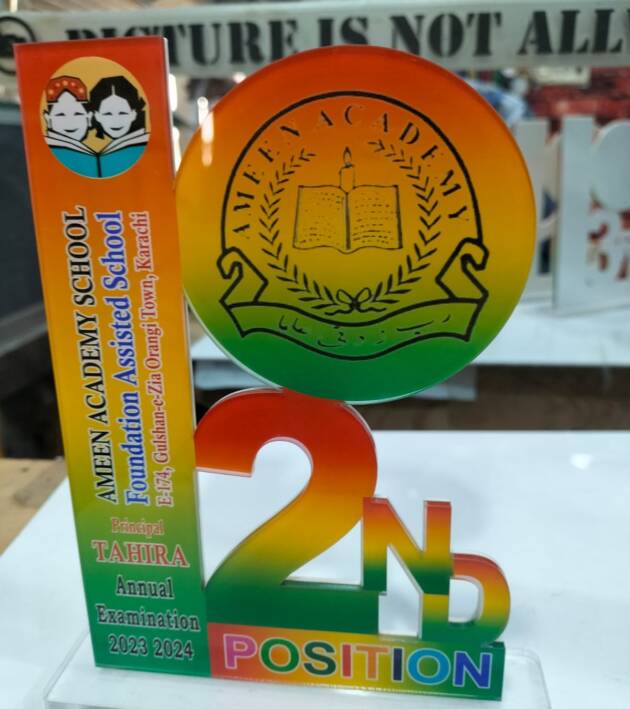 PICTURE IS NOT ALL
AMEEN ACADEMY
رب زدنی علما
AMEEN ACADEMY SCHOOL
Foundation Assisted School
E-174, Gulshan-e-Zia Orangi Town, Karachi
Principal
TAHIRA
Annual
Examination
2023 2024
2ND
POSITION